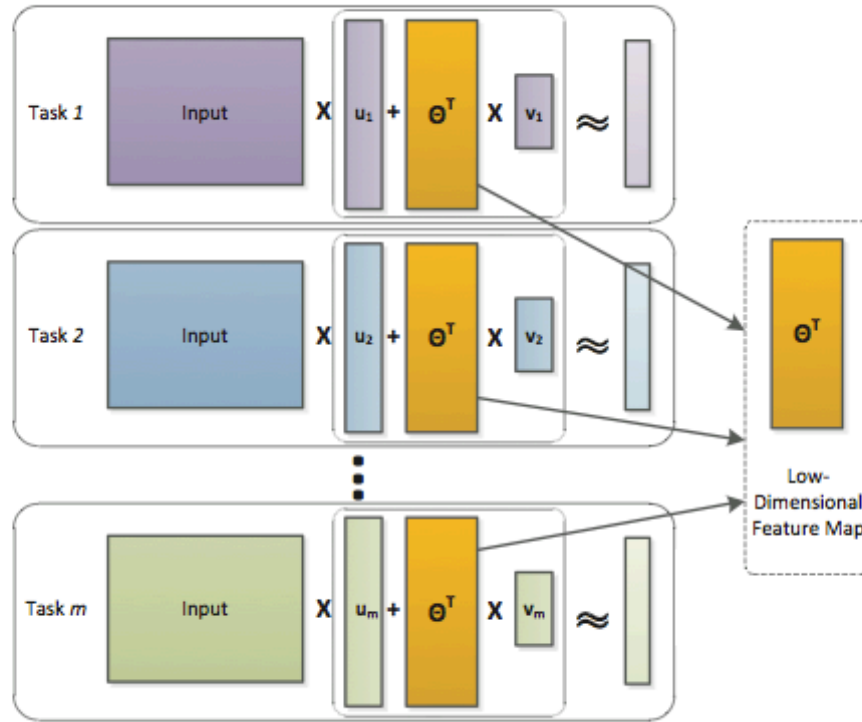 Task 1 Input X u₁ + Θᵀ X v₁ ≈
Task 2 Input X u₂ + Θᵀ X v₂ ≈
Θᵀ
Low-
Dimensional
Feature Map
Task m Input X uₘ + Θᵀ X vₘ ≈